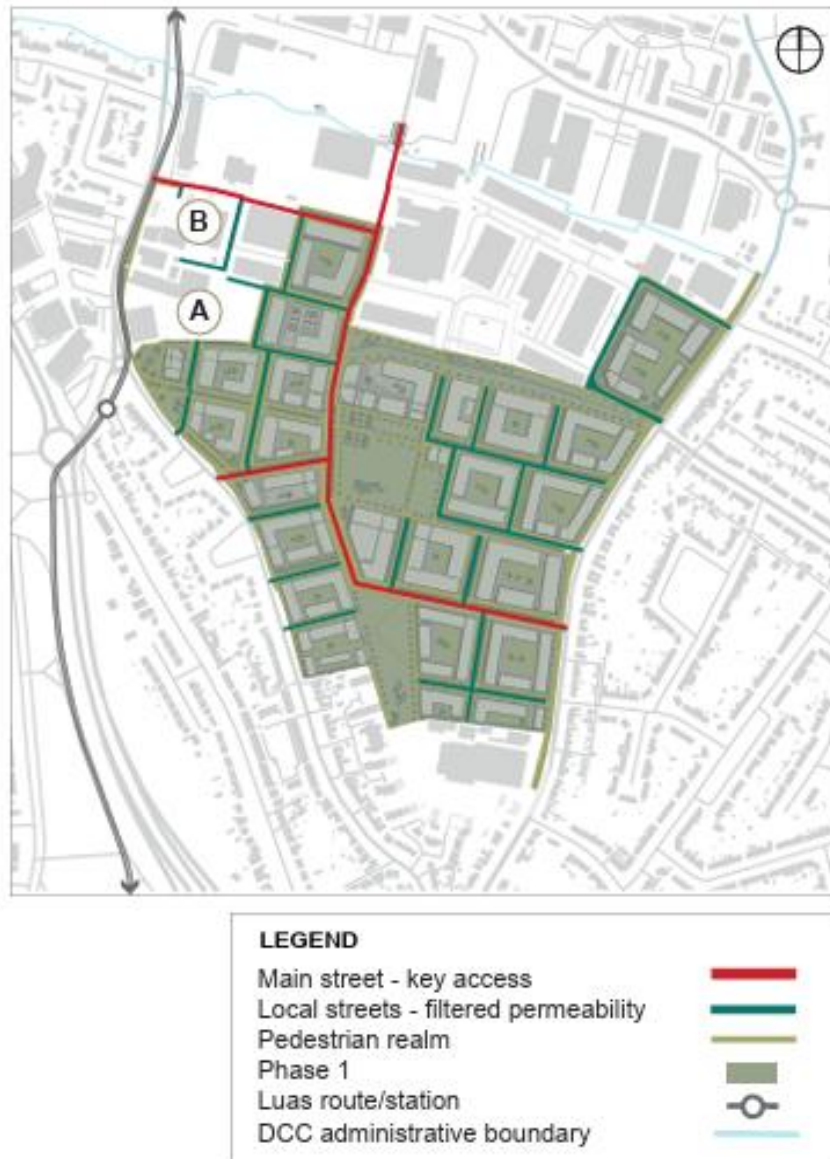 B
A
LEGEND
Main street - key access
Local streets - filtered permeability
Pedestrian realm
Phase 1
Luas route/station
DCC administrative boundary